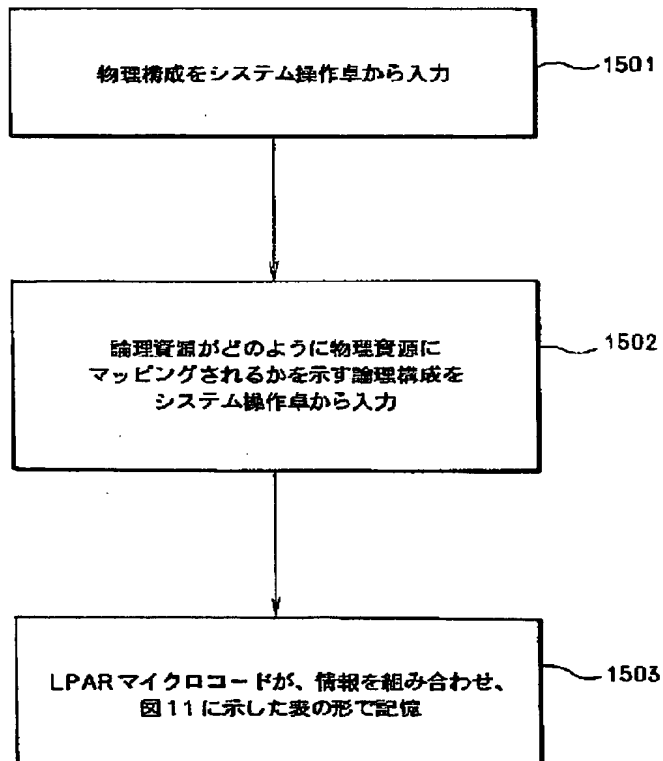 物理構成をシステム操作卓から入力
1501
論理資源がどのように物理資源に
マッピングされるかを示す論理構成を
システム操作卓から入力
1502
LPARマイクロコードが、情報を組み合わせ、
図11に示した表の形で記憶
1503